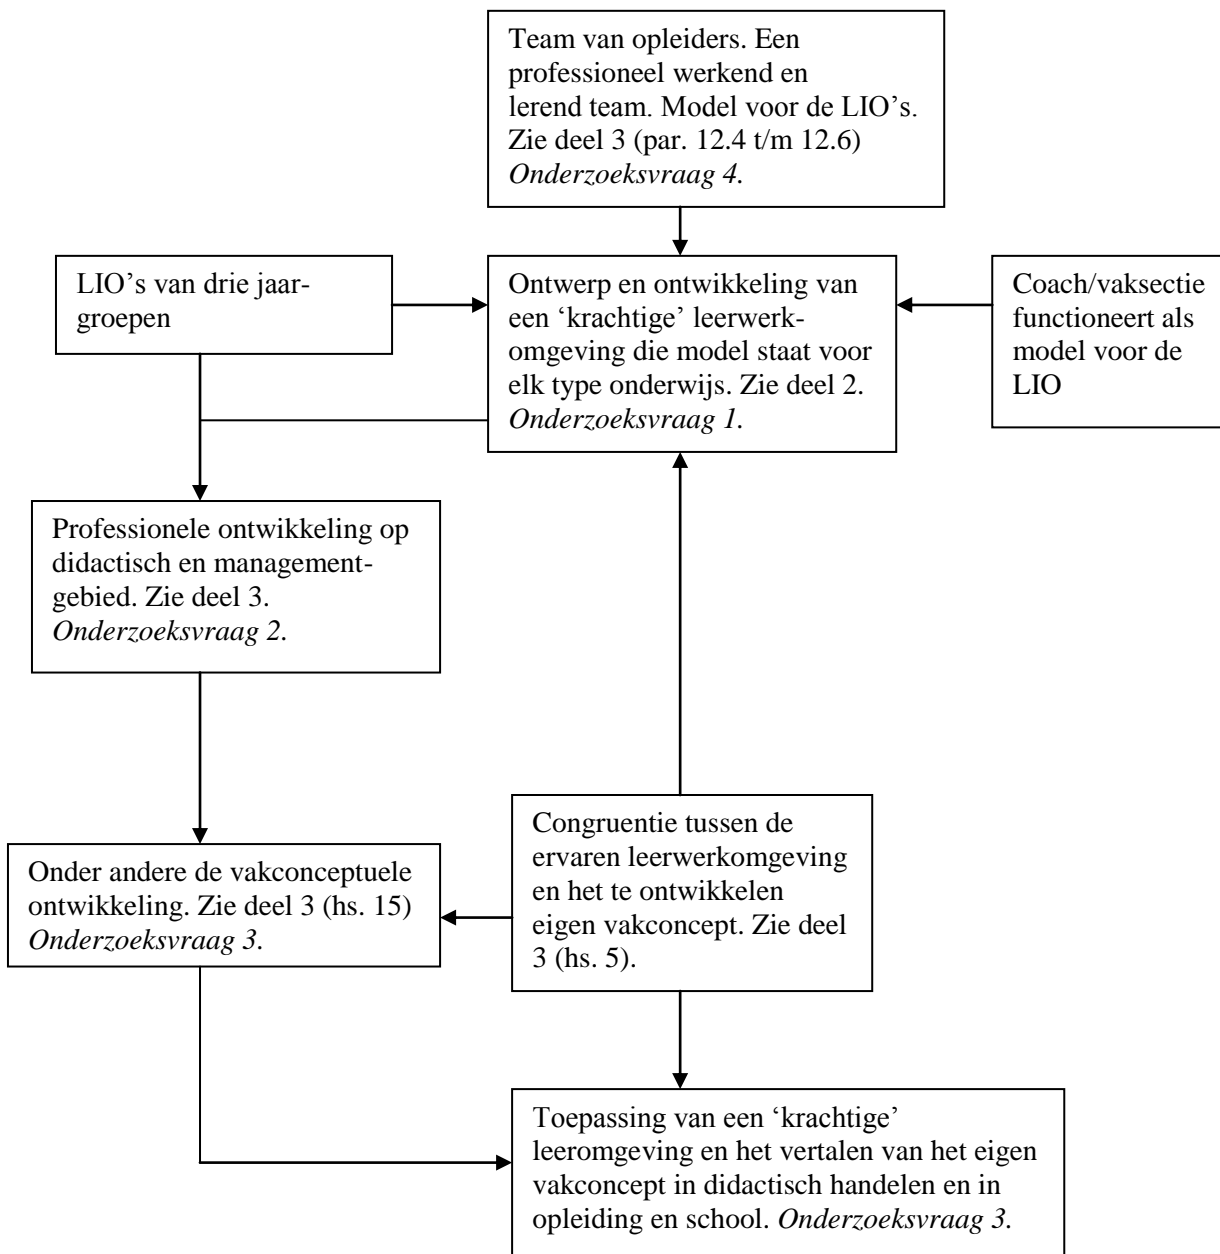 Team van opleiders. Een
professioneel werkend en
lerend team. Model voor de LIO’s.
Zie deel 3 (par. 12.4 t/m 12.6)
Onderzoeksvraag 4.
LIO’s van drie jaar-
groepen
Ontwerp en ontwikkeling van
een ‘krachtige’ leerwerk-
omgeving die model staat voor
elk type onderwijs. Zie deel 2.
Onderzoeksvraag 1.
Coach/vaksectie
functioneert als
model voor de
LIO
Professionele ontwikkeling op
didactisch en management-
gebied. Zie deel 3.
Onderzoeksvraag 2.
Congruentie tussen de
ervaren leerwerkomgeving
en het te ontwikkelen
eigen vakconcept. Zie deel
3 (hs. 5).
Onder andere de vakconceptuele
ontwikkeling. Zie deel 3 (hs. 15)
Onderzoeksvraag 3.
Toepassing van een ‘krachtige’
leeromgeving en het vertalen van het eigen
vakconcept in didactisch handelen en in
opleiding en school. Onderzoeksvraag 3.